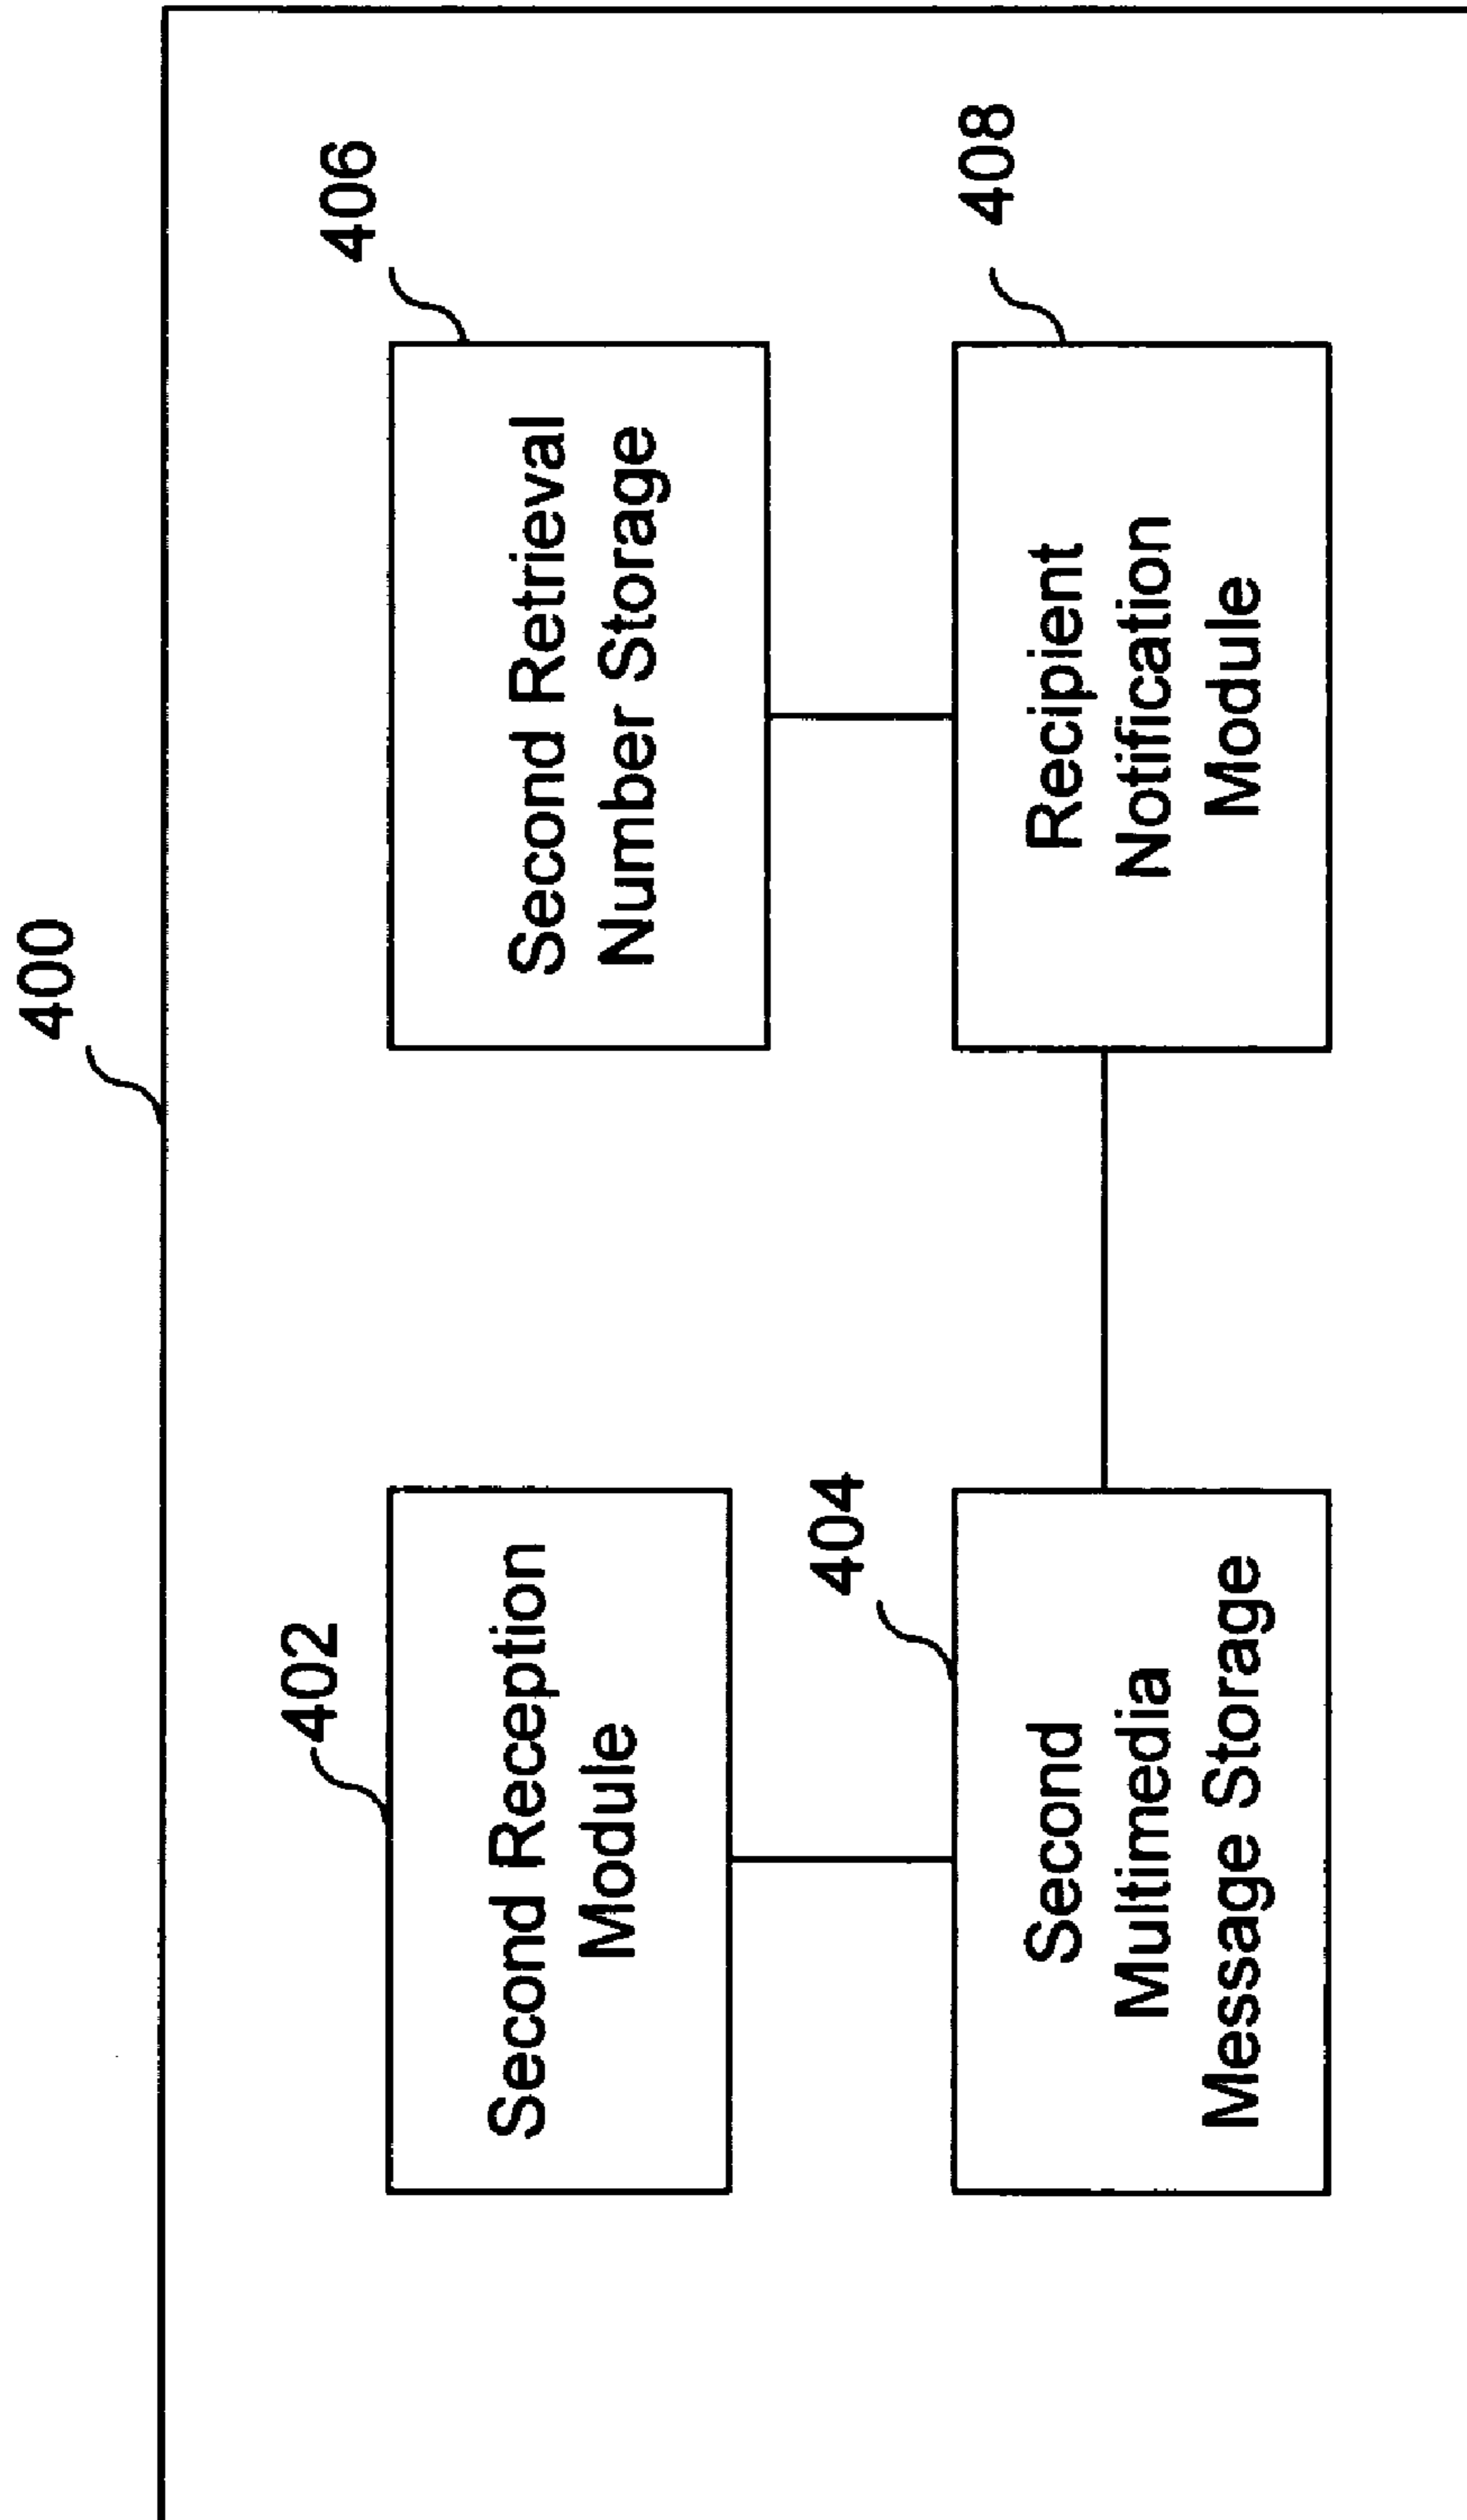 400
402
Second Reception
Module
406
Second Retrieval
Number Storage
404
Second
Multimedia
Message Storage
408
Recipient
Notification
Module